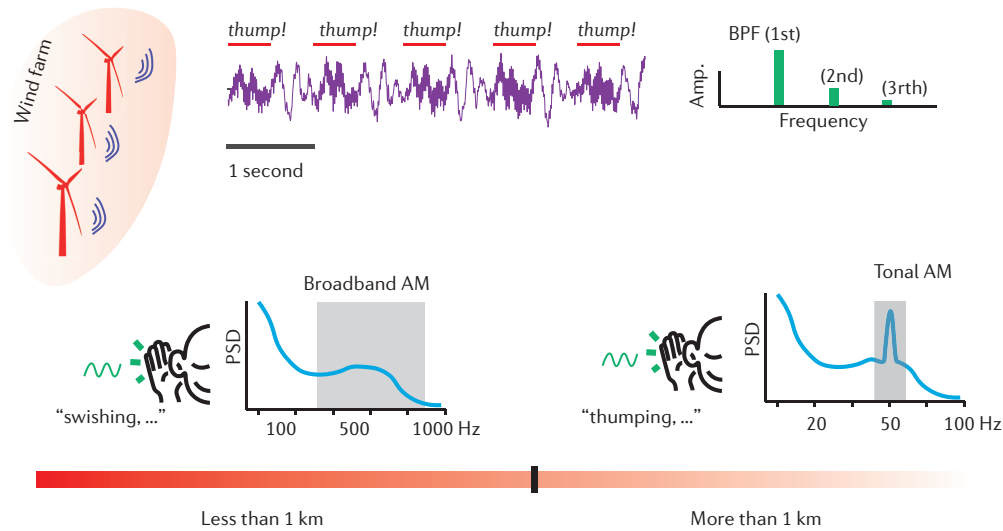 Wind farm
thump! thump! thump! thump! thump!
1 second
BPF (1st)
(2nd)
(3rth)
Amp.
Frequency
Broadband AM
PSD
100 500 1000 Hz
“swishing, ...”
Tonal AM
PSD
20 50 100 Hz
“thumping, ...”
Less than 1 km
More than 1 km